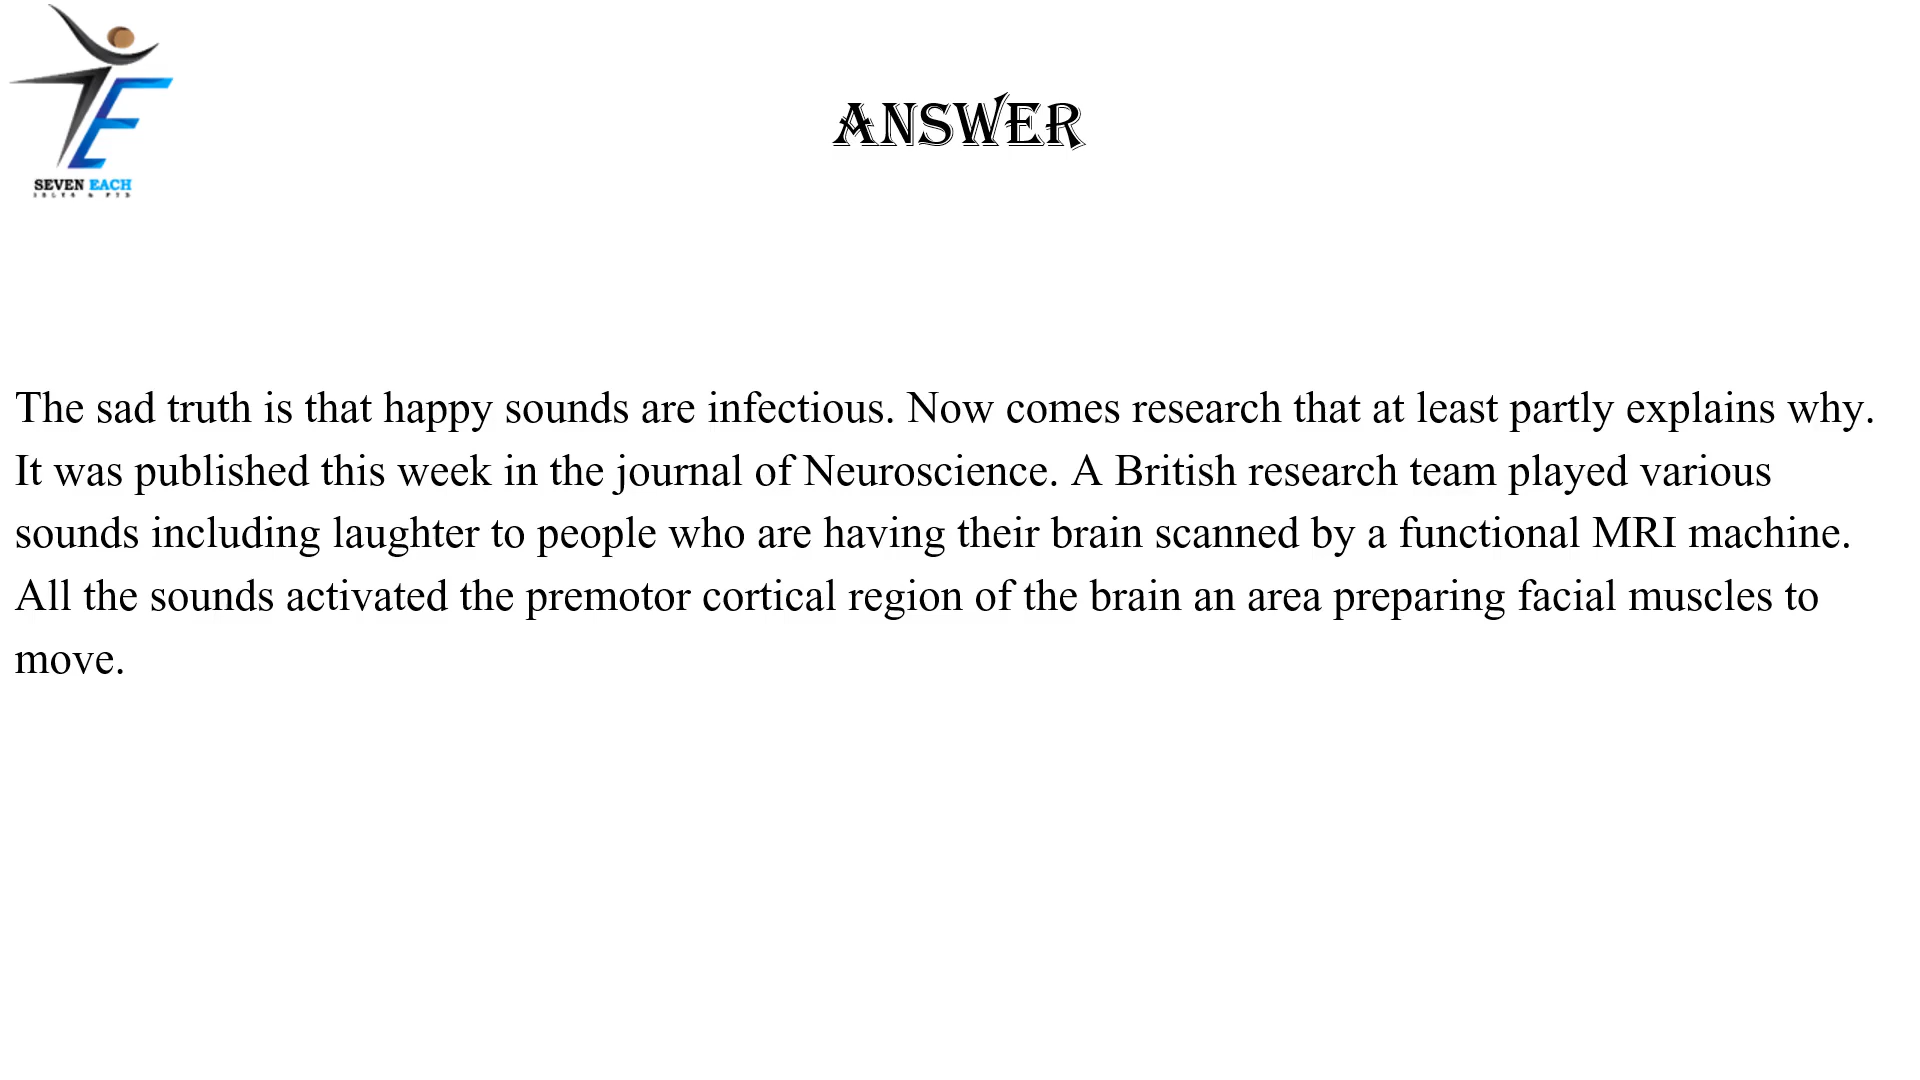 SEVEN EACH
IELTS & PTE
ANSWER
The sad truth is that happy sounds are infectious. Now comes research that at least partly explains why.
It was published this week in the journal of Neuroscience. A British research team played various
sounds including laughter to people who are having their brain scanned by a functional MRI machine.
All the sounds activated the premotor cortical region of the brain an area preparing facial muscles to
move.